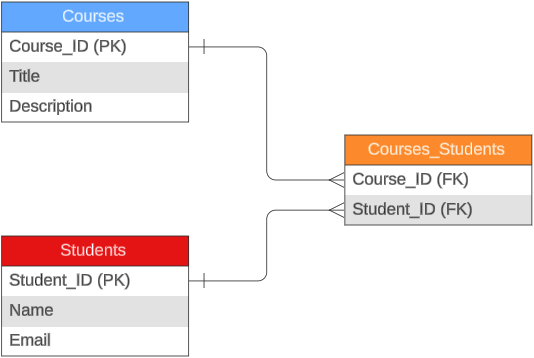 Courses
Course_ID (PK)
Title
Description
Courses_Students
Course_ID (FK)
Student_ID (FK)
Students
Student_ID (PK)
Name
Email